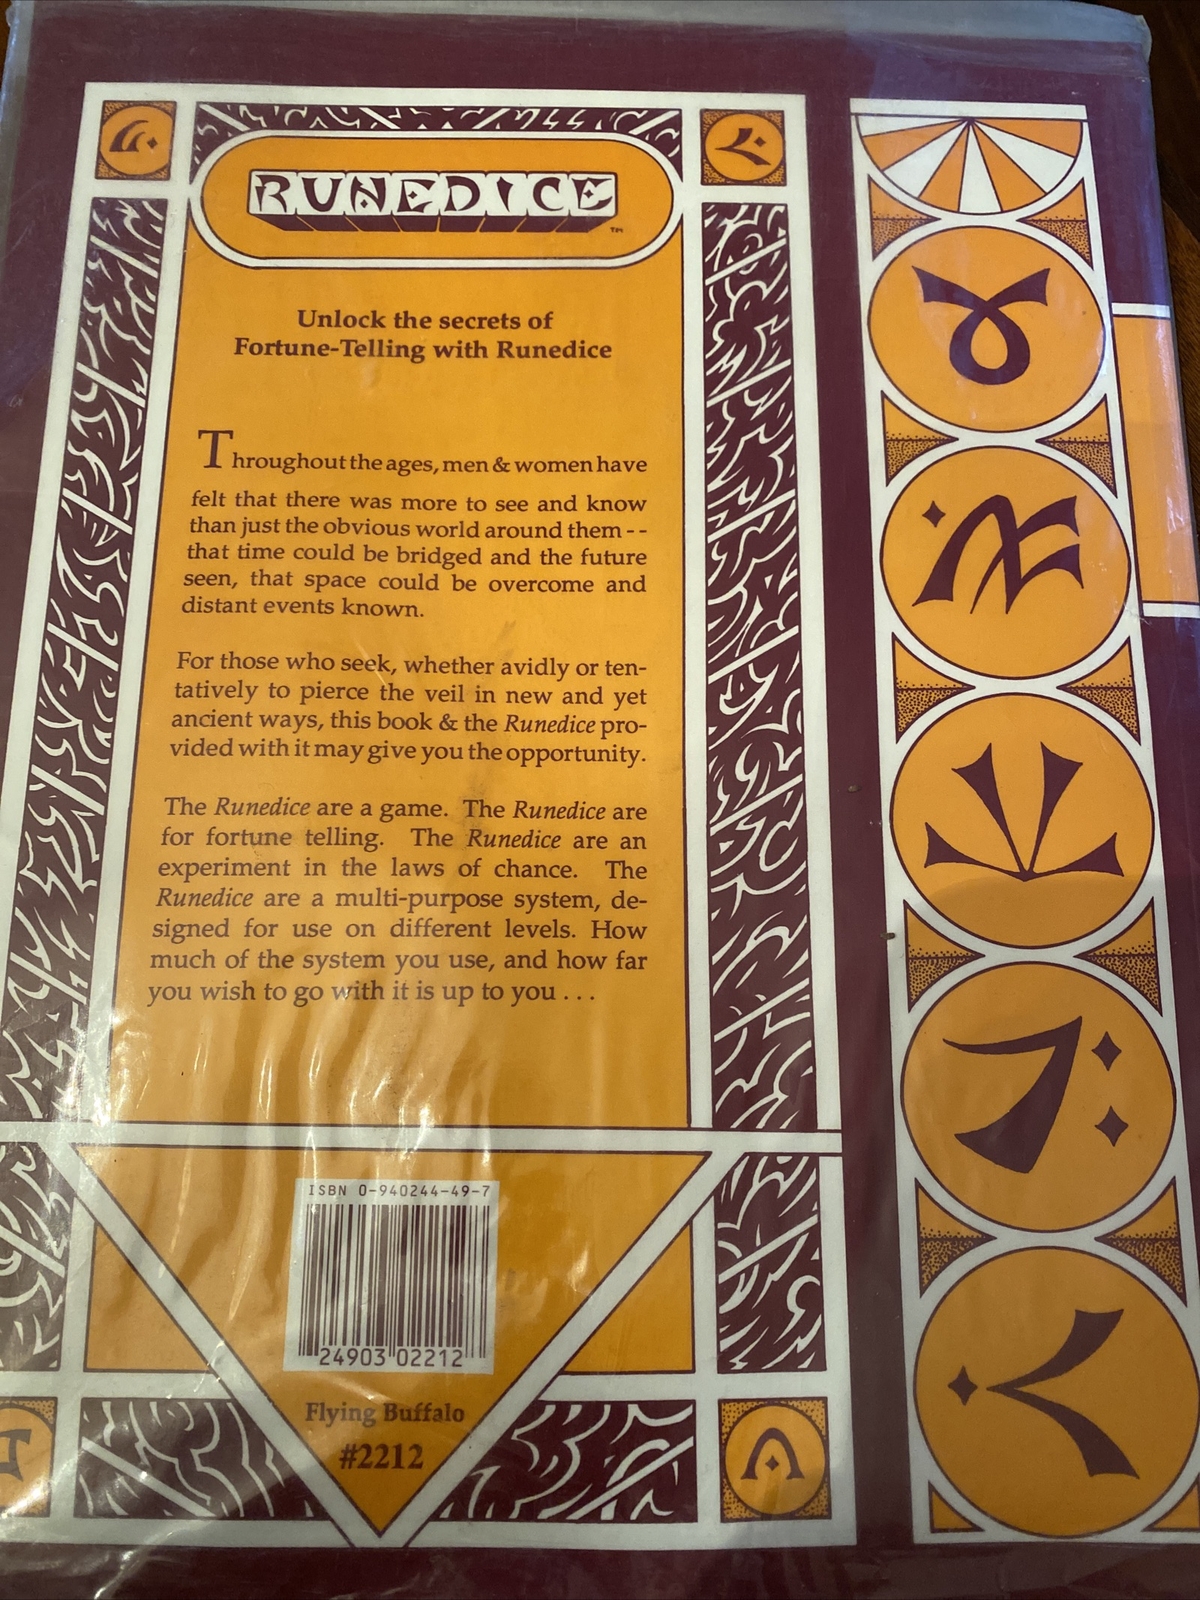 RUNEDICE™
Unlock the secrets of
Fortune-Telling with Runedice
Throughout the ages, men & women have
felt that there was more to see and know
than just the obvious world around them - -
that time could be bridged and the future
seen, that space could be overcome and
distant events known.
For those who seek, whether avidly or ten-
tatively to pierce the veil in new and yet
ancient ways, this book & the Runedice pro-
vided with it may give you the opportunity.
The Runedice are a game. The Runedice are
for fortune telling. The Runedice are an
experiment in the laws of chance. The
Runedice are a multi-purpose system, de-
signed for use on different levels. How
much of the system you use, and how far
you wish to go with it is up to you . . .
ISBN 0-940244-49-7
24903 02212
Flying Buffalo
#2212